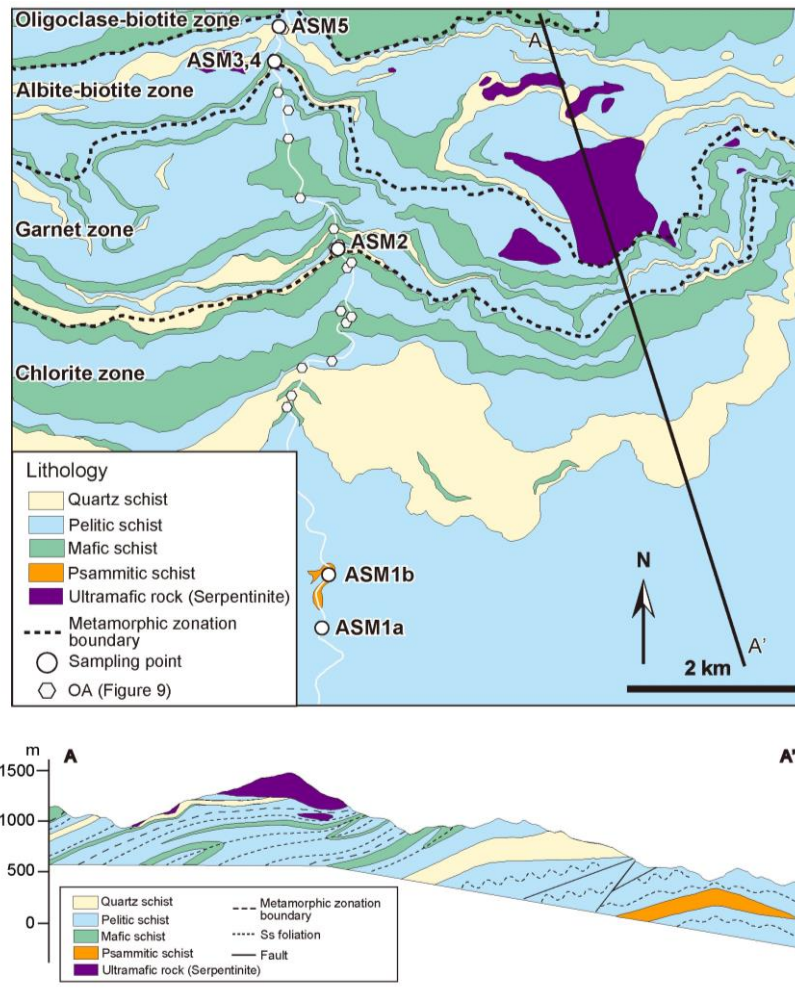 Oligoclase-biotite zone
ASM5
A
ASM3,4
Albite-biotite zone
Garnet zone
ASM2
Chlorite zone
Lithology
Quartz schist
Pelitic schist
Mafic schist
Psammitic schist
Ultramafic rock (Serpentinite)
Metamorphic zonation
boundary
Sampling point
OA (Figure 9)
ASM1b
ASM1a
N
A'
2 km
m
A
A'
1500
1000
500
0
Quartz schist
Pelitic schist
Mafic schist
Psammitic schist
Ultramafic rock (Serpentinite)
Metamorphic zonation
boundary
Ss foliation
Fault